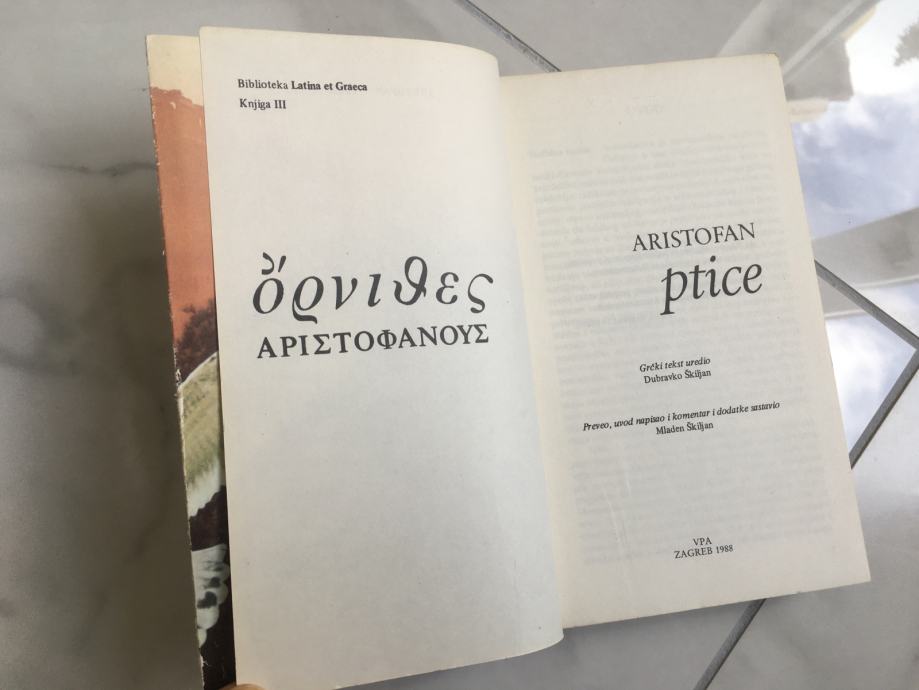 Biblioteka Latina et Graeca
Knjiga III
ὄρνιθες
ΑΡΙΣΤΟΦΑΝΟΥΣ
ARISTOFAN
ptice
Grčki tekst uredio
Dubravko Škiljan
Preveo, uvod napisao i komentar i dodatke sastavio
Mladen Škiljan
VPA
ZAGREB 1988